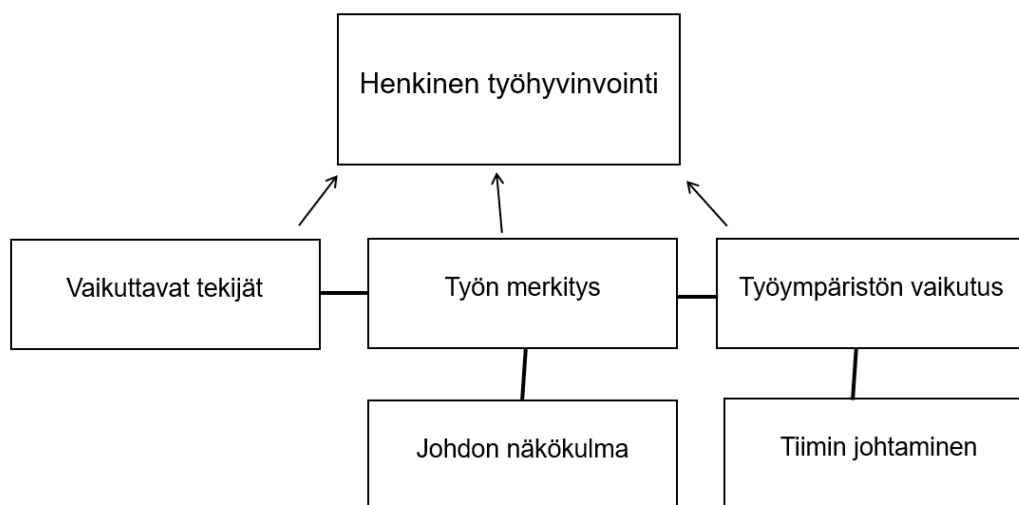 Henkinen työhyvinvointi
Vaikuttavat tekijät
Työn merkitys
Työympäristön vaikutus
Johdon näkökulma
Tiimin johtaminen